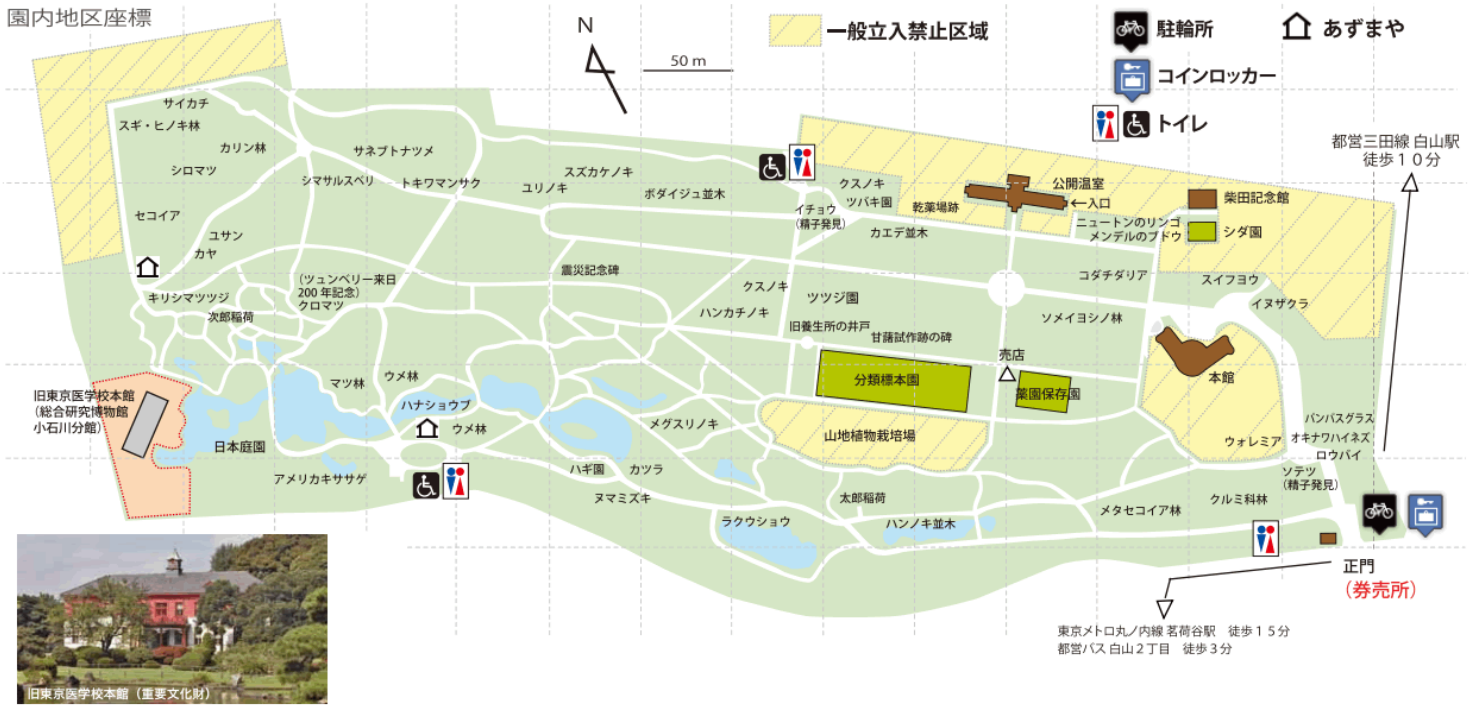 園内地区座標
N
50 m
一般立入禁止区域
駐輪所
あずまや
コインロッカー
トイレ
都営三田線 白山駅
徒歩１０分
サイカチ
スギ・ヒノキ林
カリン林
シロマツ
サネブトナツメ
シマサルスベリ
トキワマンサク
スズカケノキ
ユリノキ
ボダイジュ並木
クスノキ
ツバキ園
イチョウ
(精子発見)
カエデ並木
乾薬場跡
公開温室
←入口
柴田記念館
ニュートンのリンゴ
メンデルのブドウ
シダ園
セコイア
ユサン
カヤ
キリシマツツジ
次郎稲荷
(ツュンベリー来日
200 年記念)
クロマツ
震災記念碑
クスノキ
ハンカチノキ
ツツジ園
旧養生所の井戸
甘藷試作跡の碑
コダチダリア
スイフヨウ
イヌザクラ
ソメイヨシノ林
売店
本館
分類標本園
薬園保存園
旧東京医学校本館
(総合研究博物館
小石川分館)
マツ林
ウメ林
ハナショウブ
ウメ林
日本庭園
アメリカキササゲ
メグスリノキ
山地植物栽培場
ハギ園
カツラ
ヌマミズキ
ラクウショウ
太郎稲荷
ハンノキ並木
メタセコイア林
クルミ科林
パンパスグラス
オキナワハイネズ
ロウバイ
ウォレミア
ソテツ
(精子発見)
正門
(券売所)
東京メトロ丸ノ内線 茗荷谷駅　徒歩１５分
都営バス 白山２丁目　徒歩３分
旧東京医学校本館（重要文化財）